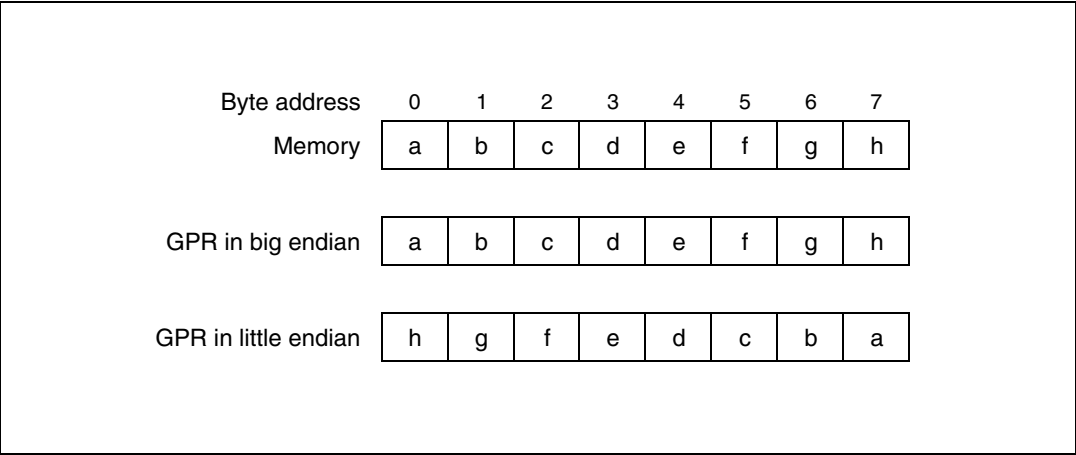 Byte address 0 1 2 3 4 5 6 7
Memory a b c d e f g h
GPR in big endian a b c d e f g h
GPR in little endian h g f e d c b a